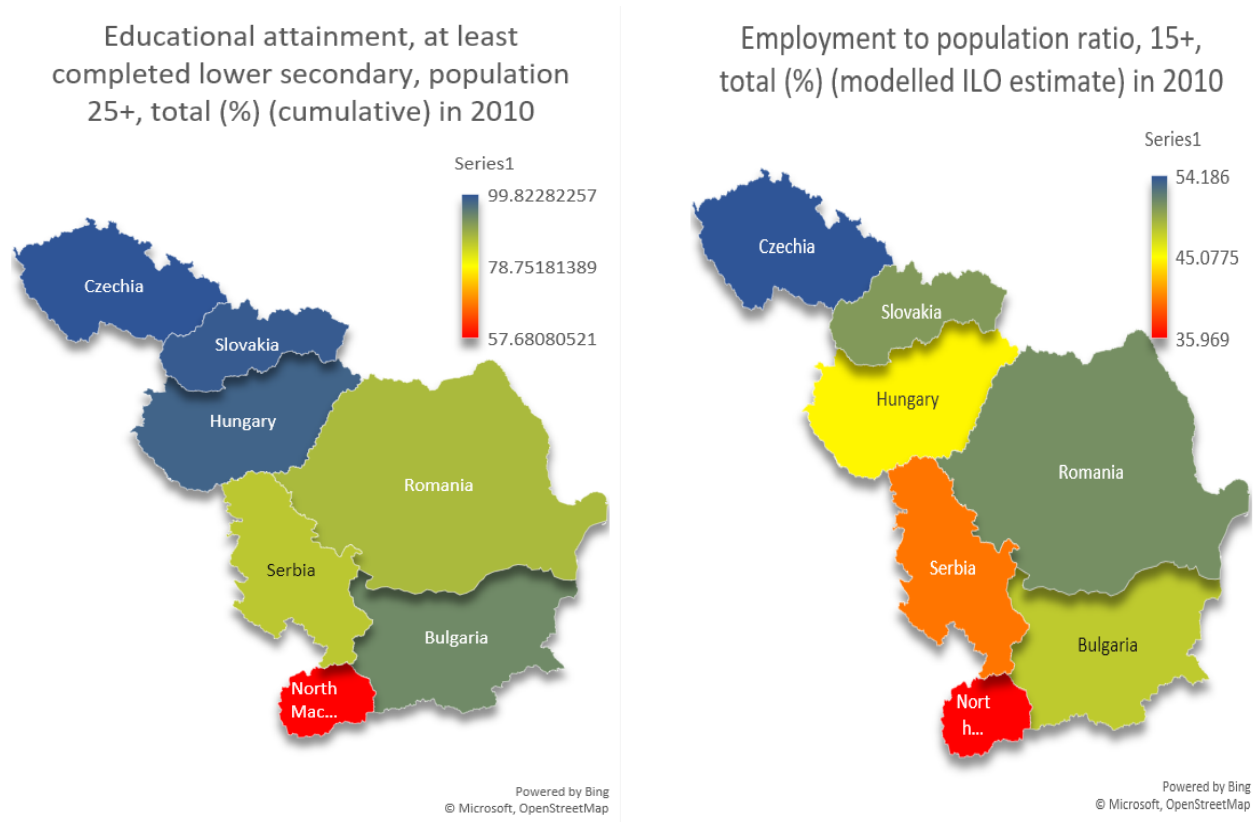 Educational attainment, at least
completed lower secondary, population
25+, total (%) (cumulative) in 2010
Series1
99.82282257
78.75181389
57.68080521
Czechia
Slovakia
Hungary
Romania
Serbia
Bulgaria
North
Mac...
Powered by Bing
© Microsoft, OpenStreetMap
Employment to population ratio, 15+,
total (%) (modelled ILO estimate) in 2010
Series1
54.186
45.0775
35.969
Czechia
Slovakia
Hungary
Romania
Serbia
Bulgaria
Nort
h...
Powered by Bing
© Microsoft, OpenStreetMap